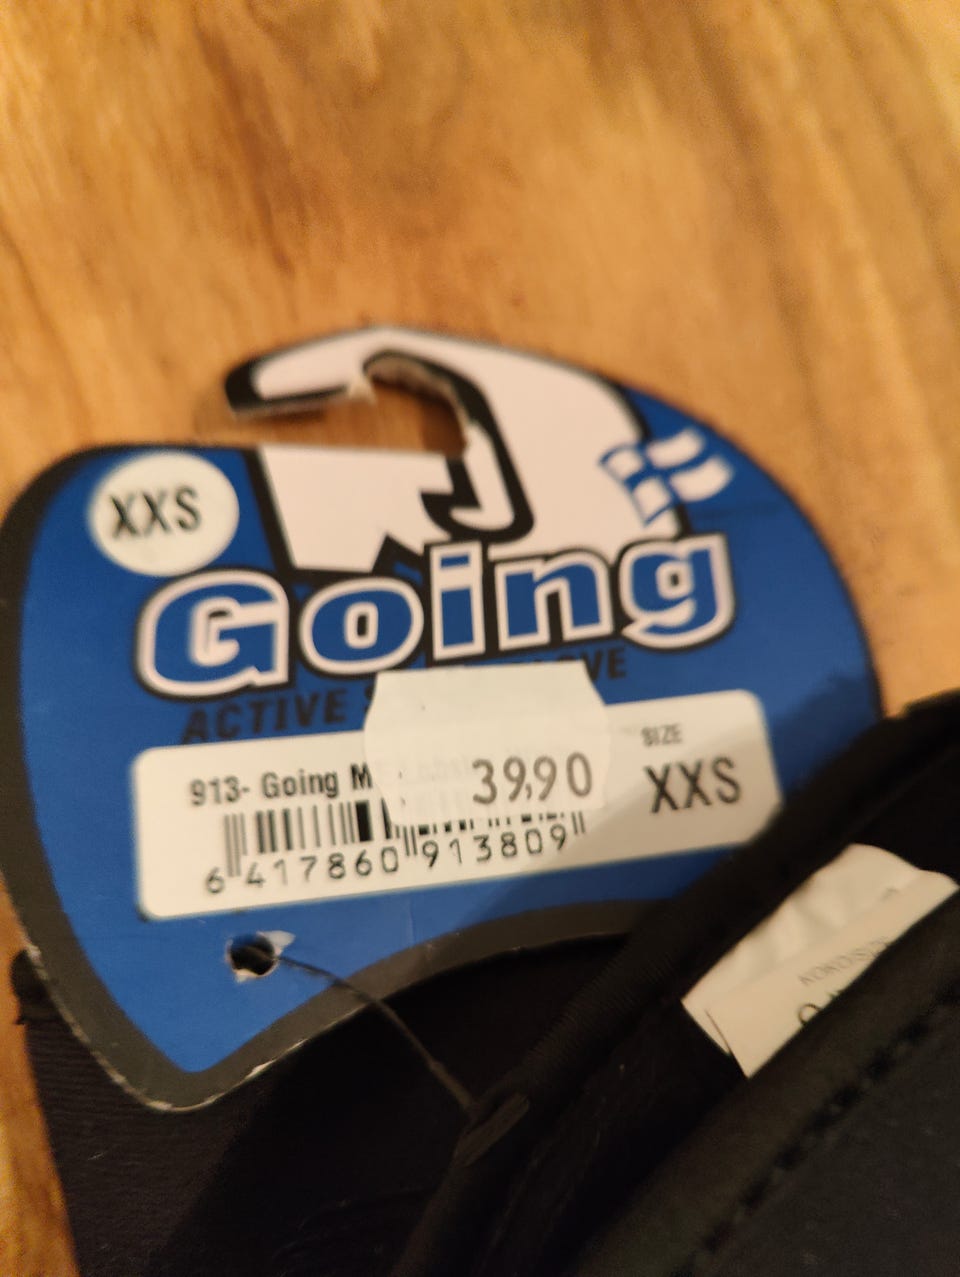 XXS
Going
ACTIVE
913- Going
39,90
SIZE
XXS
6 417860 913809